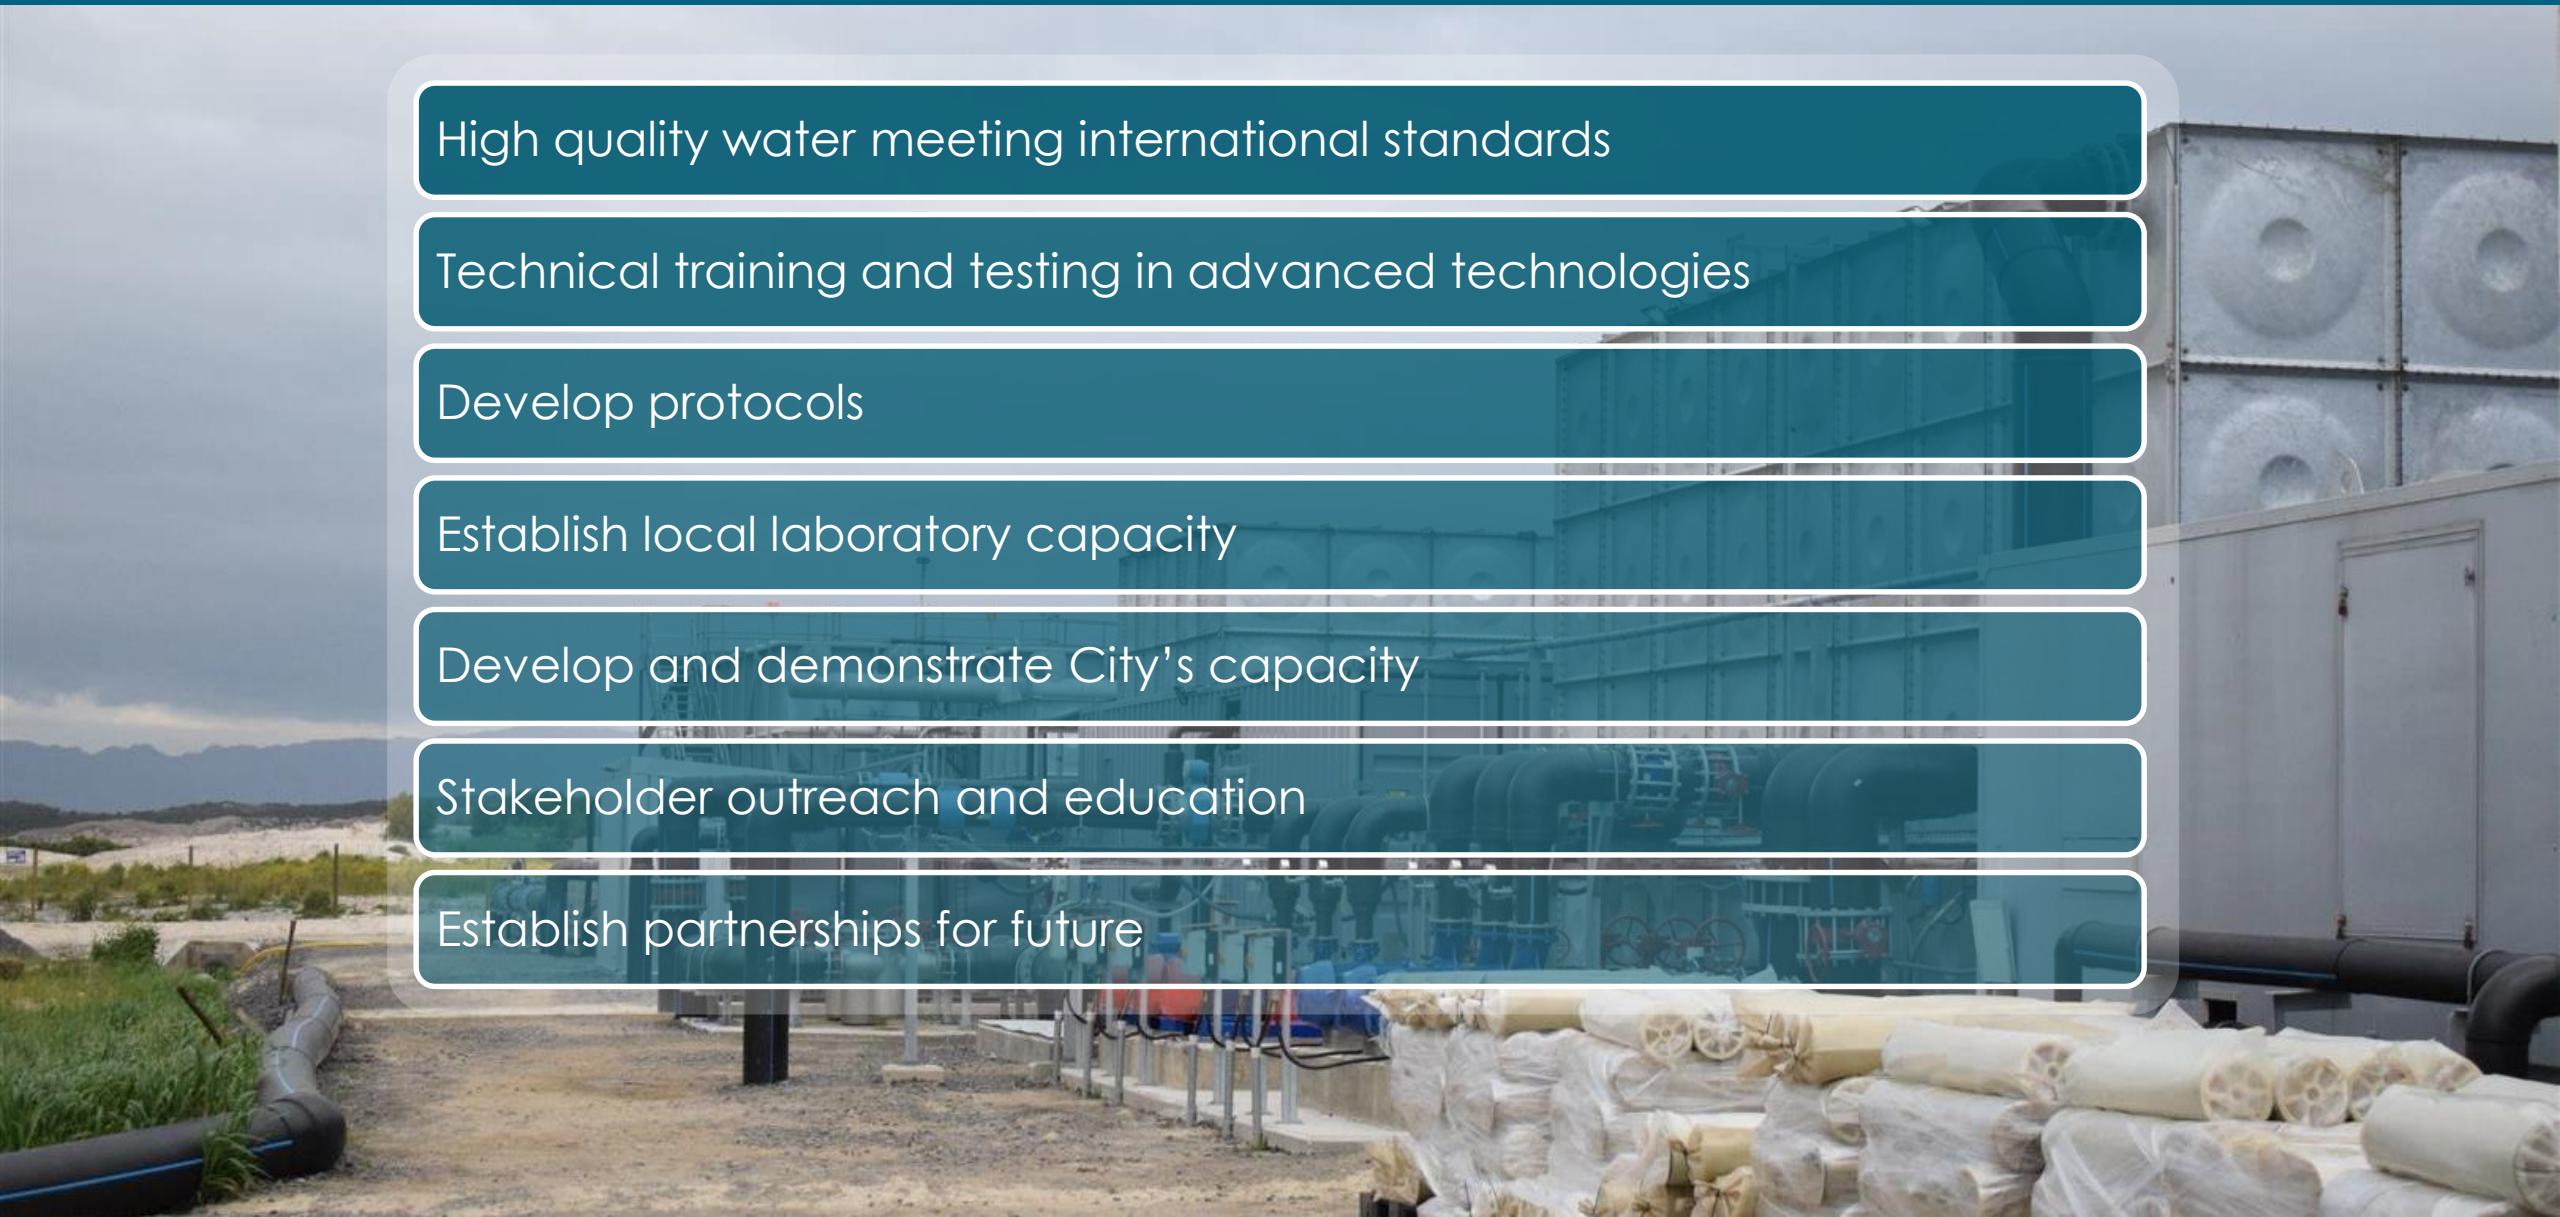 High quality water meeting international standards
Technical training and testing in advanced technologies
Develop protocols
Establish local laboratory capacity
Develop and demonstrate City’s capacity
Stakeholder outreach and education
Establish partnerships for future